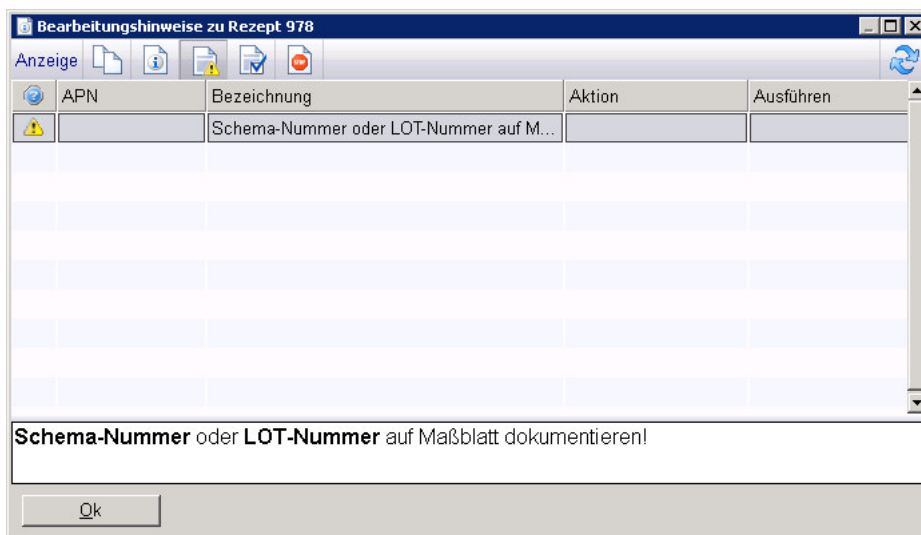 Bearbeitungshinweise zu Rezept 978
Anzeige
APN Bezeichnung Aktion Ausführen
Schema-Nummer oder LOT-Nummer auf M...
Schema-Nummer oder LOT-Nummer auf Maßblatt dokumentieren!
Ok